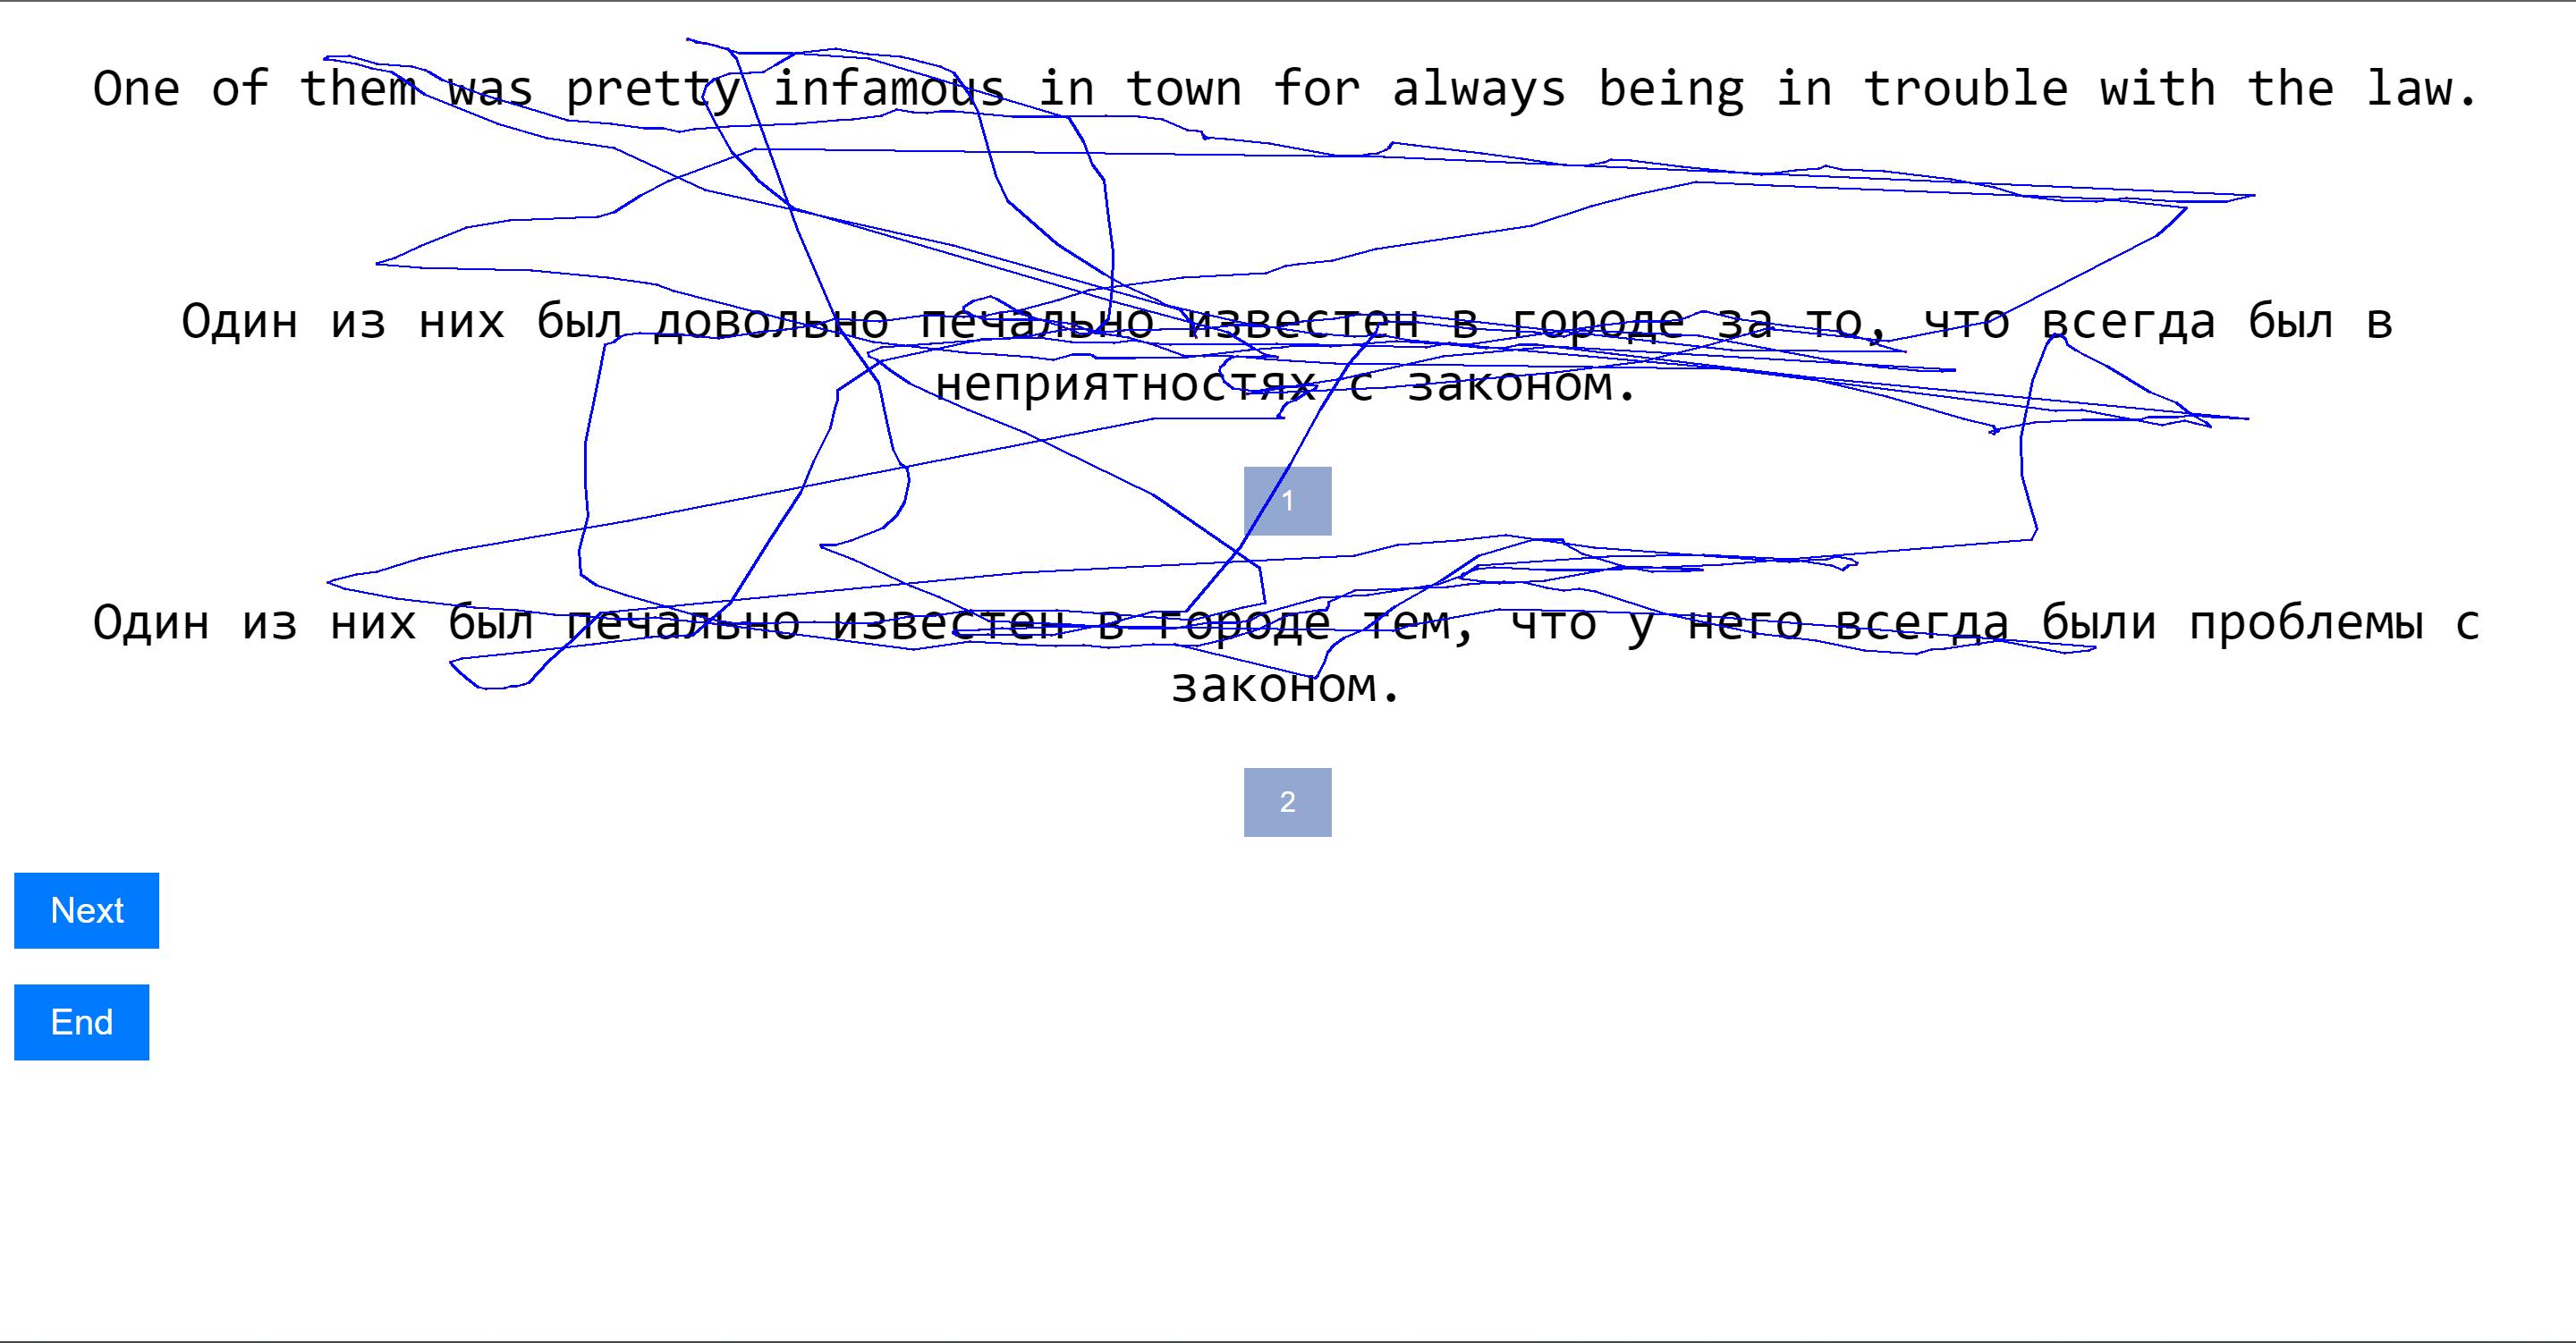 One of them was pretty infamous in town for always being in trouble with the law.
Один из них был довольно печально известен в городе за то, что всегда был в
неприятностях с законом.
1
Один из них был печально известен в городе тем, что у него всегда были проблемы с
законом.
2
Next
End